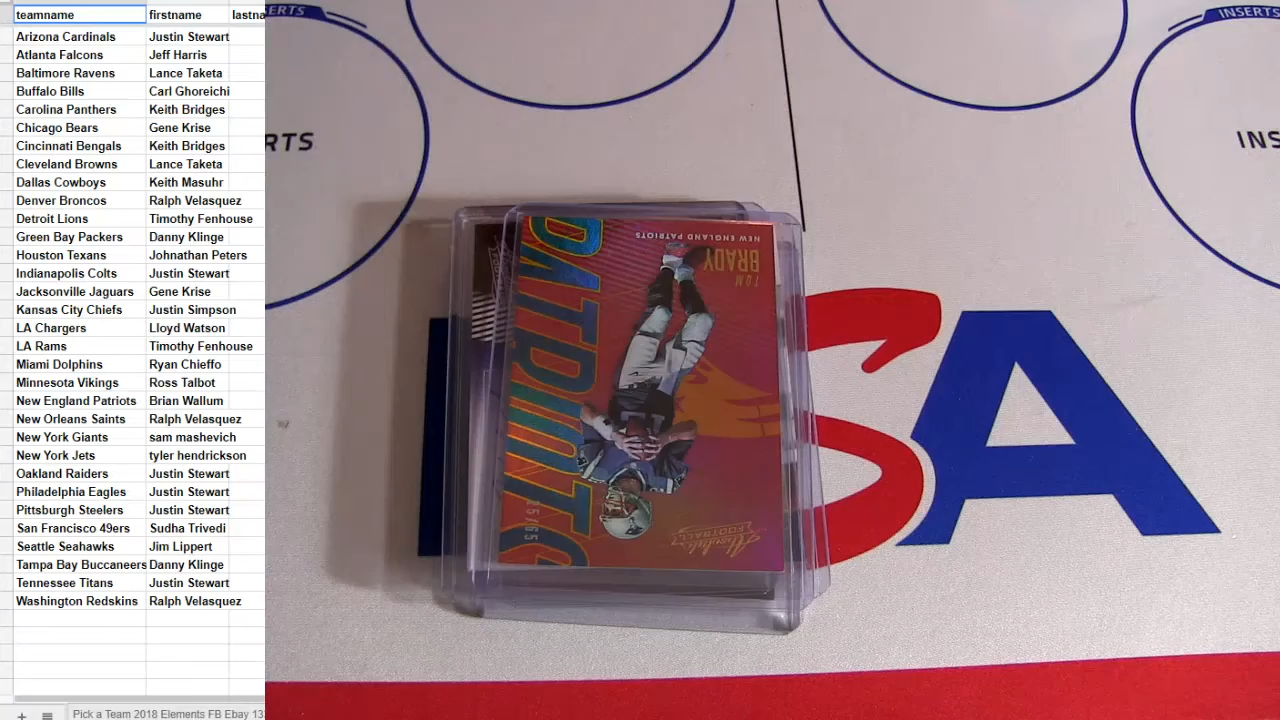 teamname firstname lastna
Arizona Cardinals Justin Stewart
Atlanta Falcons Jeff Harris
Baltimore Ravens Lance Taketa
Buffalo Bills Carl Ghoreichi
Carolina Panthers Keith Bridges
Chicago Bears Gene Krise
Cincinnati Bengals Keith Bridges
Cleveland Browns Lance Taketa
Dallas Cowboys Keith Masuhr
Denver Broncos Ralph Velasquez
Detroit Lions Timothy Fenhouse
Green Bay Packers Danny Klinge
Houston Texans Johnathan Peters
Indianapolis Colts Justin Stewart
Jacksonville Jaguars Gene Krise
Kansas City Chiefs Justin Simpson
LA Chargers Lloyd Watson
LA Rams Timothy Fenhouse
Miami Dolphins Ryan Chieffo
Minnesota Vikings Ross Talbot
New England Patriots Brian Wallum
New Orleans Saints Ralph Velasquez
New York Giants sam mashevich
New York Jets tyler hendrickson
Oakland Raiders Justin Stewart
Philadelphia Eagles Justin Stewart
Pittsburgh Steelers Justin Stewart
San Francisco 49ers Sudha Trivedi
Seattle Seahawks Jim Lippert
Tampa Bay Buccaneers Danny Klinge
Tennessee Titans Justin Stewart
Washington Redskins Ralph Velasquez
Pick a Team 2018 Elements FB Ebay 13
SERTS
INSERTS
RTS
INS
SA
NEW ENGLAND PATRIOTS
TOM
BRADY
PATRIOTS
Absolute
FOOTBALL